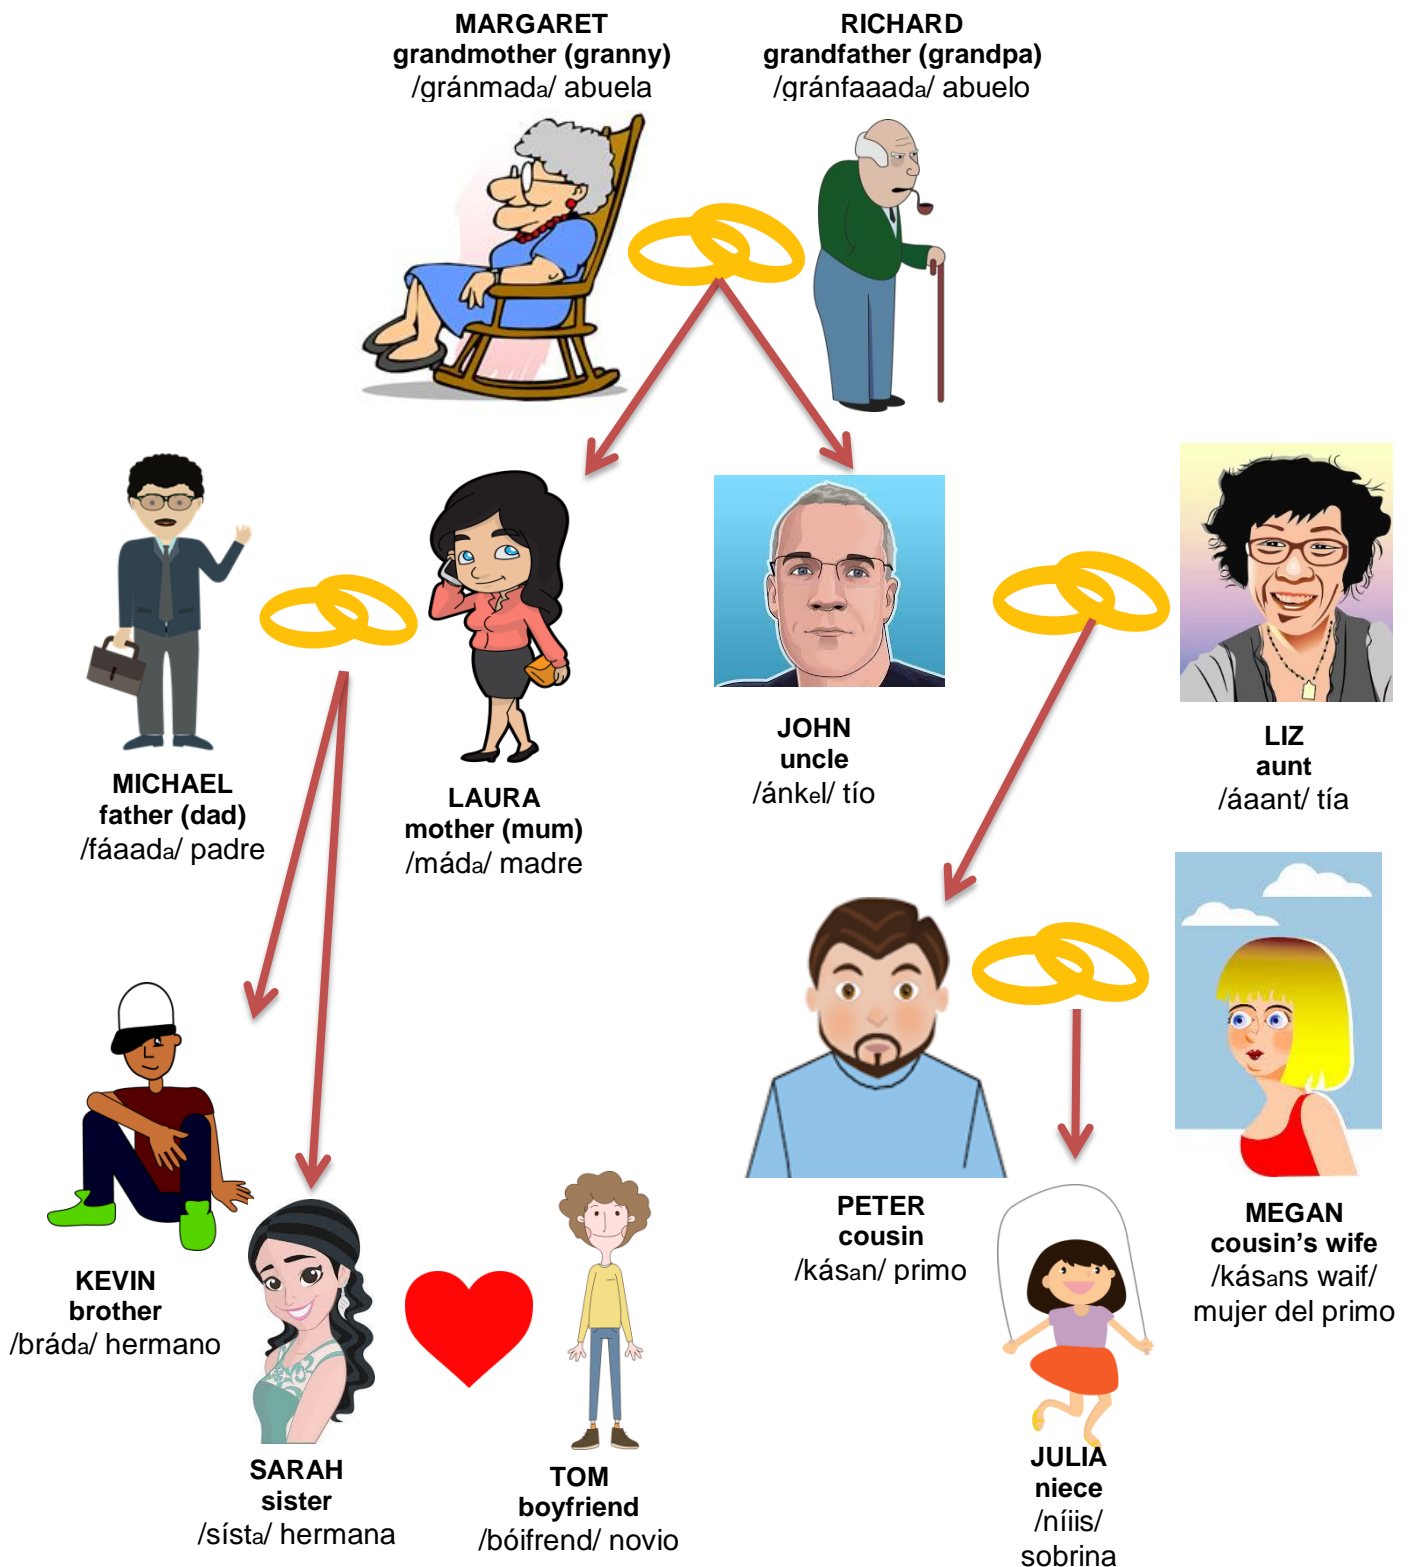 MARGARET
grandmother (granny)
/gránmada/ abuela
RICHARD
grandfather (grandpa)
/gránfaaada/ abuelo
MICHAEL
father (dad)
/fáaada/ padre
LAURA
mother (mum)
/máda/ madre
JOHN
uncle
/ánkel/ tío
LIZ
aunt
/áaant/ tía
KEVIN
brother
/bráda/ hermano
SARAH
sister
/sísta/ hermana
TOM
boyfriend
/bóifrend/ novio
PETER
cousin
/kásan/ primo
MEGAN
cousin's wife
/kásans waif/
mujer del primo
JULIA
niece
/níiis/
sobrina